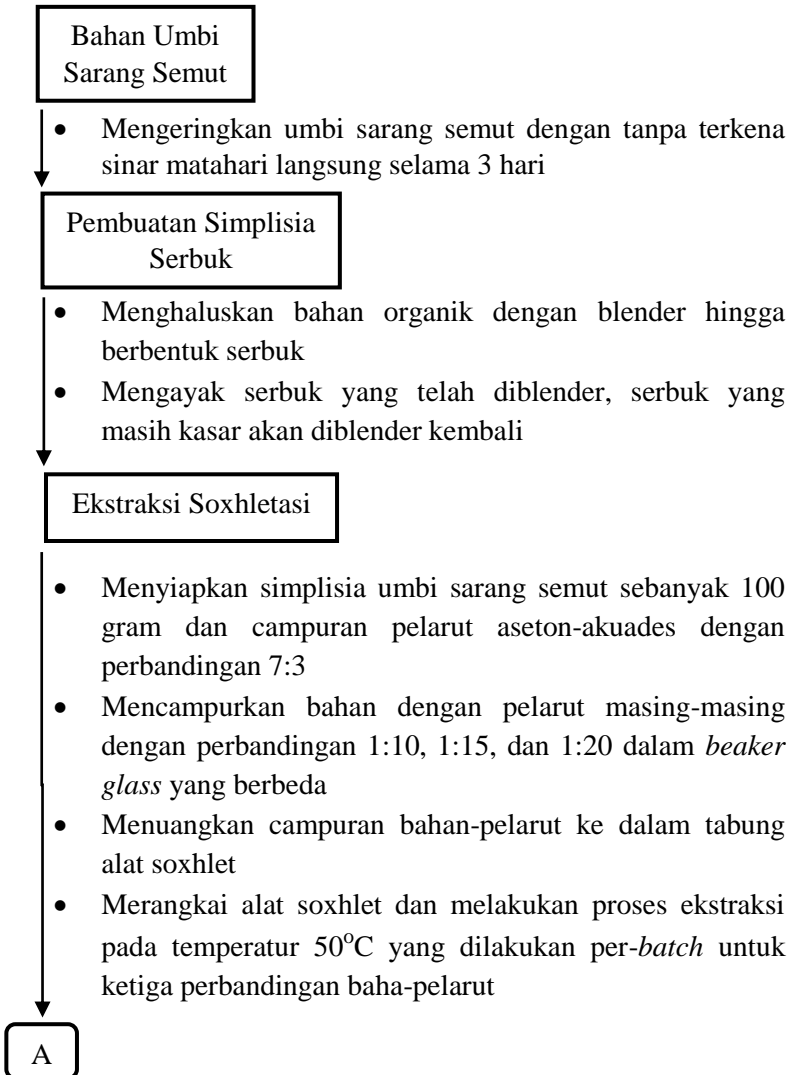 Bahan Umbi
Sarang Semut
• Mengeringkan umbi sarang semut dengan tanpa terkena
sinar matahari langsung selama 3 hari
Pembuatan Simplisia
Serbuk
• Menghaluskan bahan organik dengan blender hingga
berbentuk serbuk
• Mengayak serbuk yang telah diblender, serbuk yang
masih kasar akan diblender kembali
Ekstraksi Soxhletasi
• Menyiapkan simplisia umbi sarang semut sebanyak 100
gram dan campuran pelarut aseton-akuades dengan
perbandingan 7:3
• Mencampurkan bahan dengan pelarut masing-masing
dengan perbandingan 1:10, 1:15, dan 1:20 dalam beaker
glass yang berbeda
• Menuangkan campuran bahan-pelarut ke dalam tabung
alat soxhlet
• Merangkai alat soxhlet dan melakukan proses ekstraksi
pada temperatur 50°C yang dilakukan per-batch untuk
ketiga perbandingan baha-pelarut
A